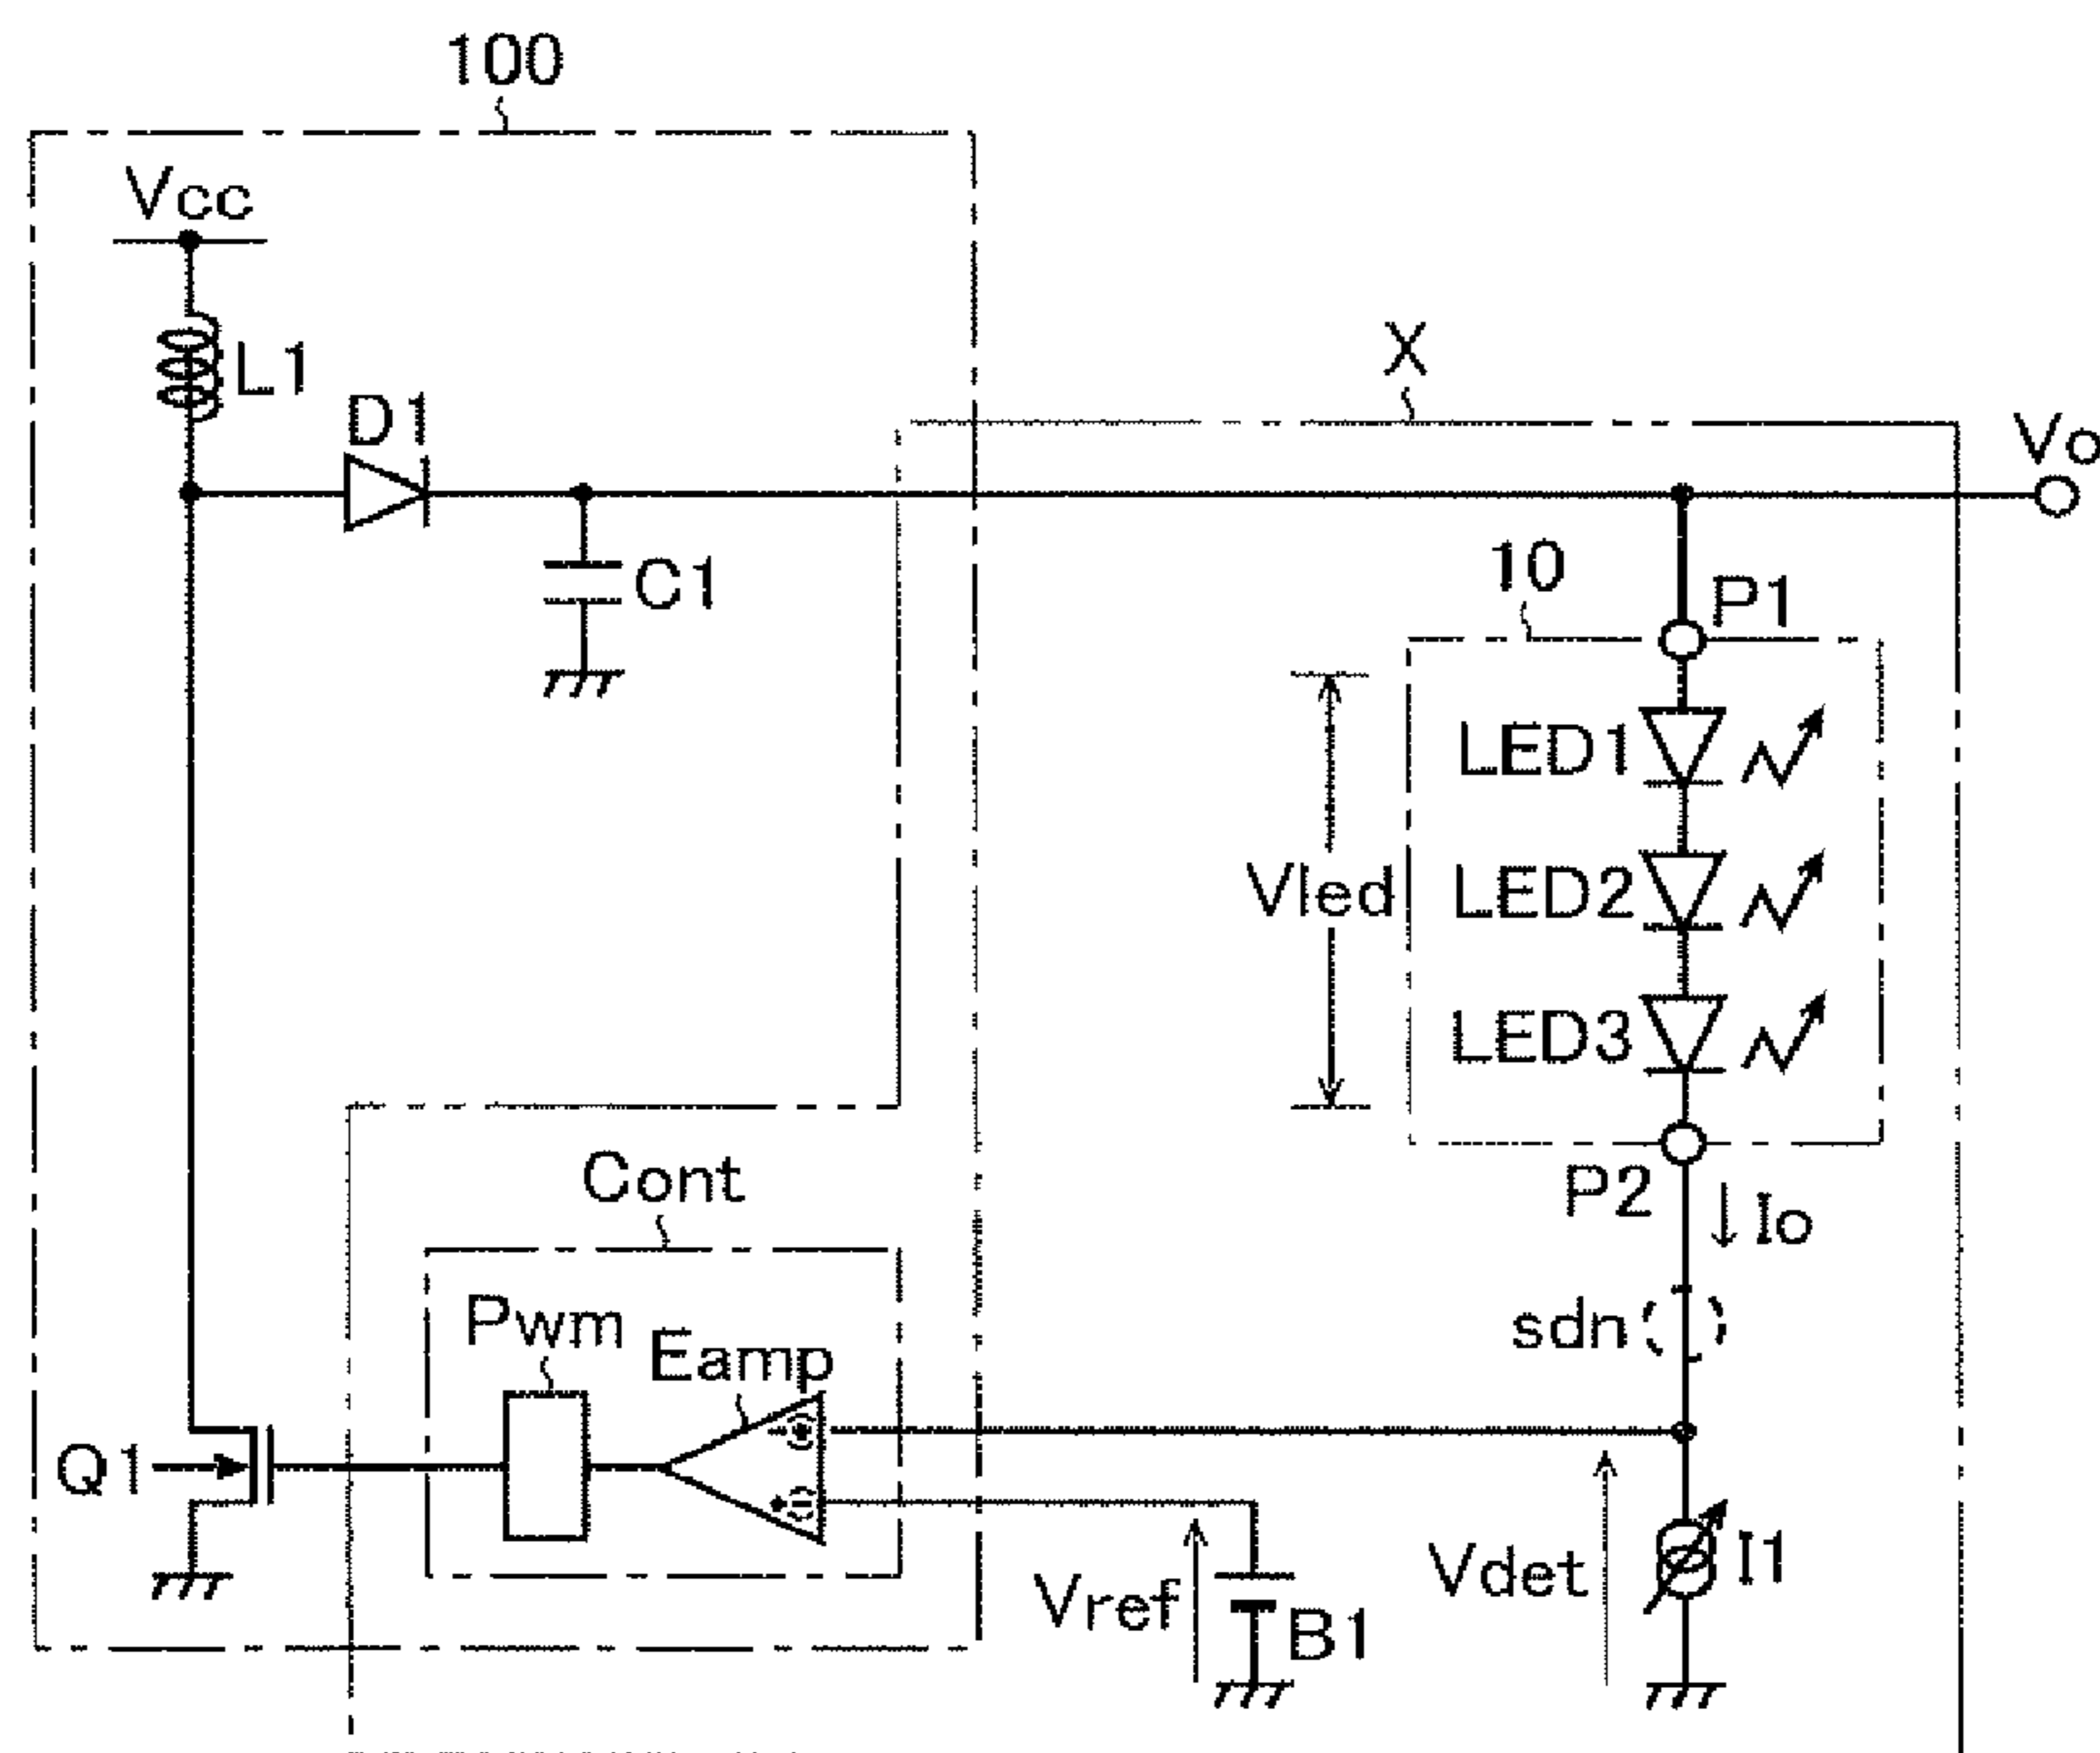 100
Vcc
L1
D1
X
Vo
C1
10
P1
LED1
Vled
LED2
LED3
Cont
P2
Io
Pwm
Eamp
sdn
Q1
Vref
B1
Vdet
I1